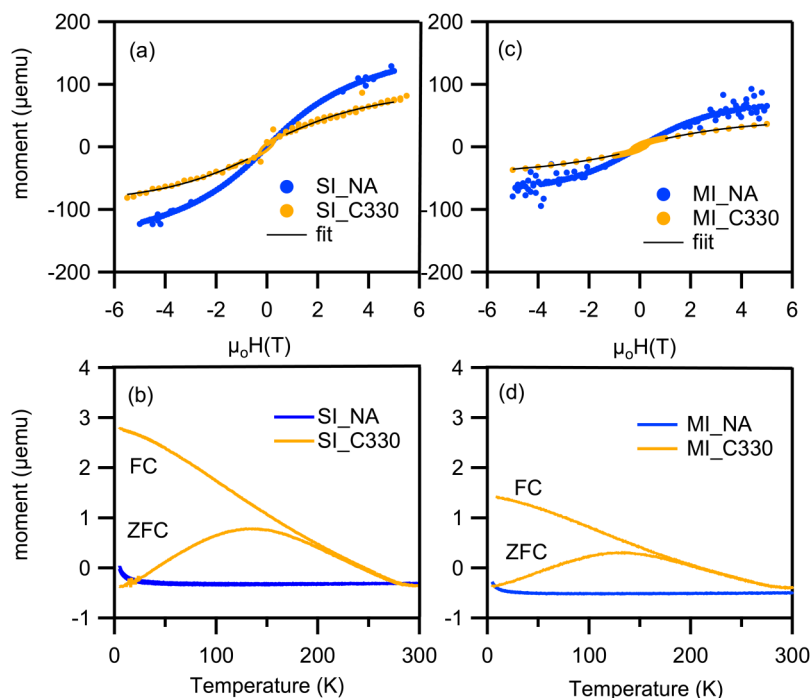 200
100
0
-100
-200
moment (µemu)
(a)
SI_NA
SI_C330
fit
-6 -4 -2 0 2 4 6
µₒH(T)
200
100
0
-100
-200
(c)
MI_NA
MI_C330
fiit
-6 -4 -2 0 2 4 6
µₒH(T)
4
3
2
1
0
-1
moment (µemu)
(b)
SI_NA
SI_C330
FC
ZFC
0 100 200 300
Temperature (K)
4
3
2
1
0
-1
(d)
MI_NA
MI_C330
FC
ZFC
0 100 200 300
Temperature (K)